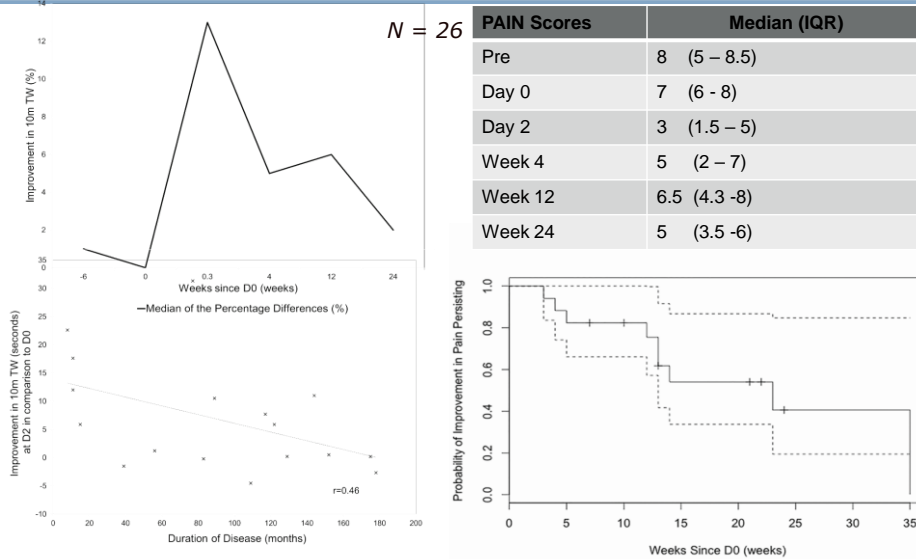 N = 26
14
12
10
8
6
4
2
0
Improvement in 10m TW (%)
-6 0 0.3 4 12 24
Weeks since D0 (weeks)
Median of the Percentage Differences (%)
PAIN Scores Median (IQR)
Pre 8 (5 – 8.5)
Day 0 7 (6 - 8)
Day 2 3 (1.5 – 5)
Week 4 5 (2 – 7)
Week 12 6.5 (4.3 -8)
Week 24 5 (3.5 -6)
35
30
25
20
15
10
5
0
-5
-10
Improvement in 10m TW (seconds)
at D2 in comparison to D0
r=0.46
0 20 40 60 80 100 120 140 160 180 200
Duration of Disease (months)
1.0
0.8
0.6
0.4
0.2
0.0
Probability of Improvement in Pain Persisting
0 5 10 15 20 25 30 35
Weeks Since D0 (weeks)